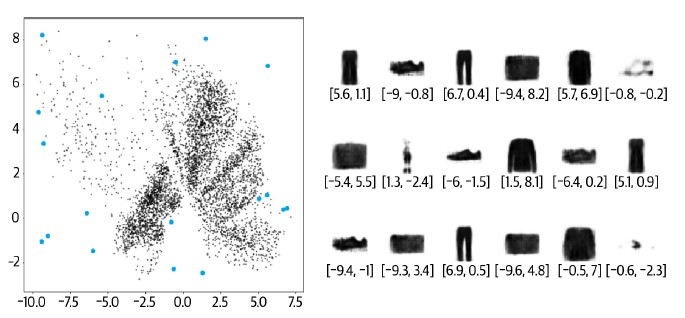 8
6
4
2
0
−2
−10.0 −7.5 −5.0 −2.5 0.0 2.5 5.0 7.5
[5.6, 1.1] [−9, −0.8] [6.7, 0.4] [−9.4, 8.2] [5.7, 6.9] [−0.8, −0.2]
[−5.4, 5.5] [1.3, −2.4] [−6, −1.5] [1.5, 8.1] [−6.4, 0.2] [5.1, 0.9]
[−9.4, −1] [−9.3, 3.4] [6.9, 0.5] [−9.6, 4.8] [−0.5, 7] [−0.6, −2.3]